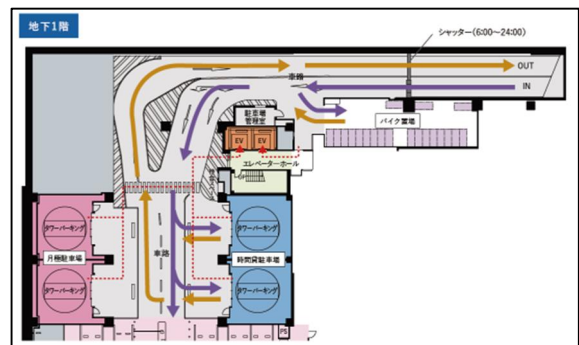 地下1階
シャッター(6:00～24:00)
OUT
車路
IN
駐車場
管理室
バイク置場
EV
EV
エレベーターホール
タワーパーキング
タワーパーキング
月極駐車場
車路
時間貸駐車場
タワーパーキング
タワーパーキング
PS